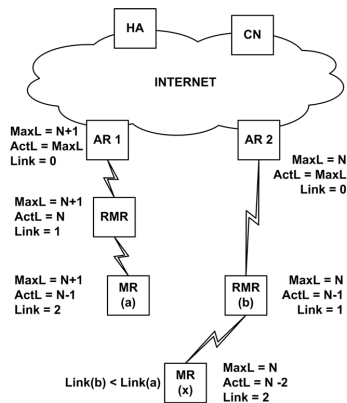 HA
CN
INTERNET
AR 1
AR 2
MaxL = N+1
ActL = MaxL
Link = 0
MaxL = N
ActL = MaxL
Link = 0
MaxL = N+1
ActL = N
Link = 1
RMR
MaxL = N+1
ActL = N-1
Link = 2
MR
(a)
RMR
(b)
MaxL = N
ActL = N-1
Link = 1
Link(b) < Link(a)
MR
(x)
MaxL = N
ActL = N -2
Link = 2